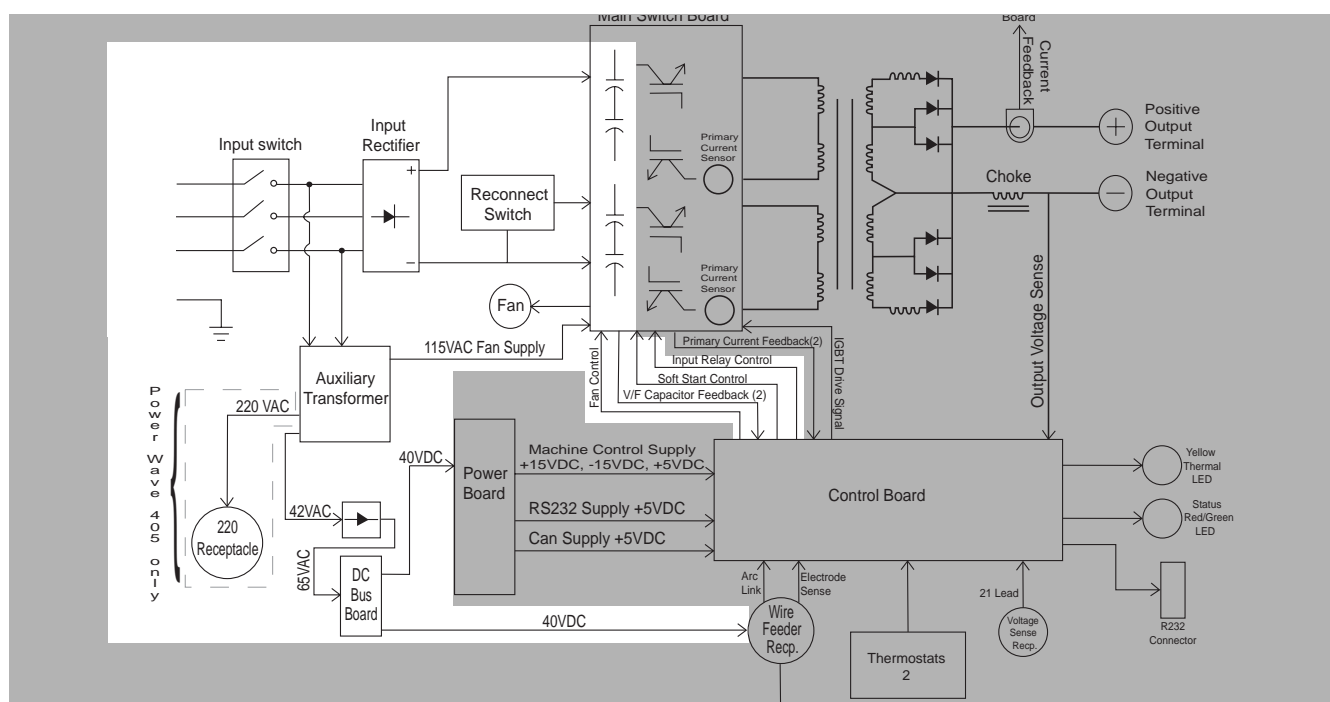 Main Switch Board
Board
Current
Feedback
Positive
Output
Terminal
Input
Rectifier
Input switch
Primary
Current
Sensor
+
+
Choke
Negative
Output
Terminal
Reconnect
Switch
-
-
Primary
Current
Sensor
Fan
Output Voltage Sense
115VAC Fan Supply
Primary Current Feedback(2)
Input Relay Control
Soft Start Control
V/F Capacitor Feedback (2)
Fan Control
IGBT Drive Signal
Auxiliary
Transformer
Power Wave 405 only
220 VAC
40VDC
Power
Board
Machine Control Supply
+15VDC, -15VDC, +5VDC
RS232 Supply +5VDC
Can Supply +5VDC
Control Board
Yellow
Thermal
LED
Status
Red/Green
LED
42VAC
220
Receptacle
65VAC
DC
Bus
Board
40VDC
Arc
Link
Electrode
Sense
Wire
Feeder
Recp.
Thermostats
2
21 Lead
Voltage
Sense
Recp.
R232
Connector